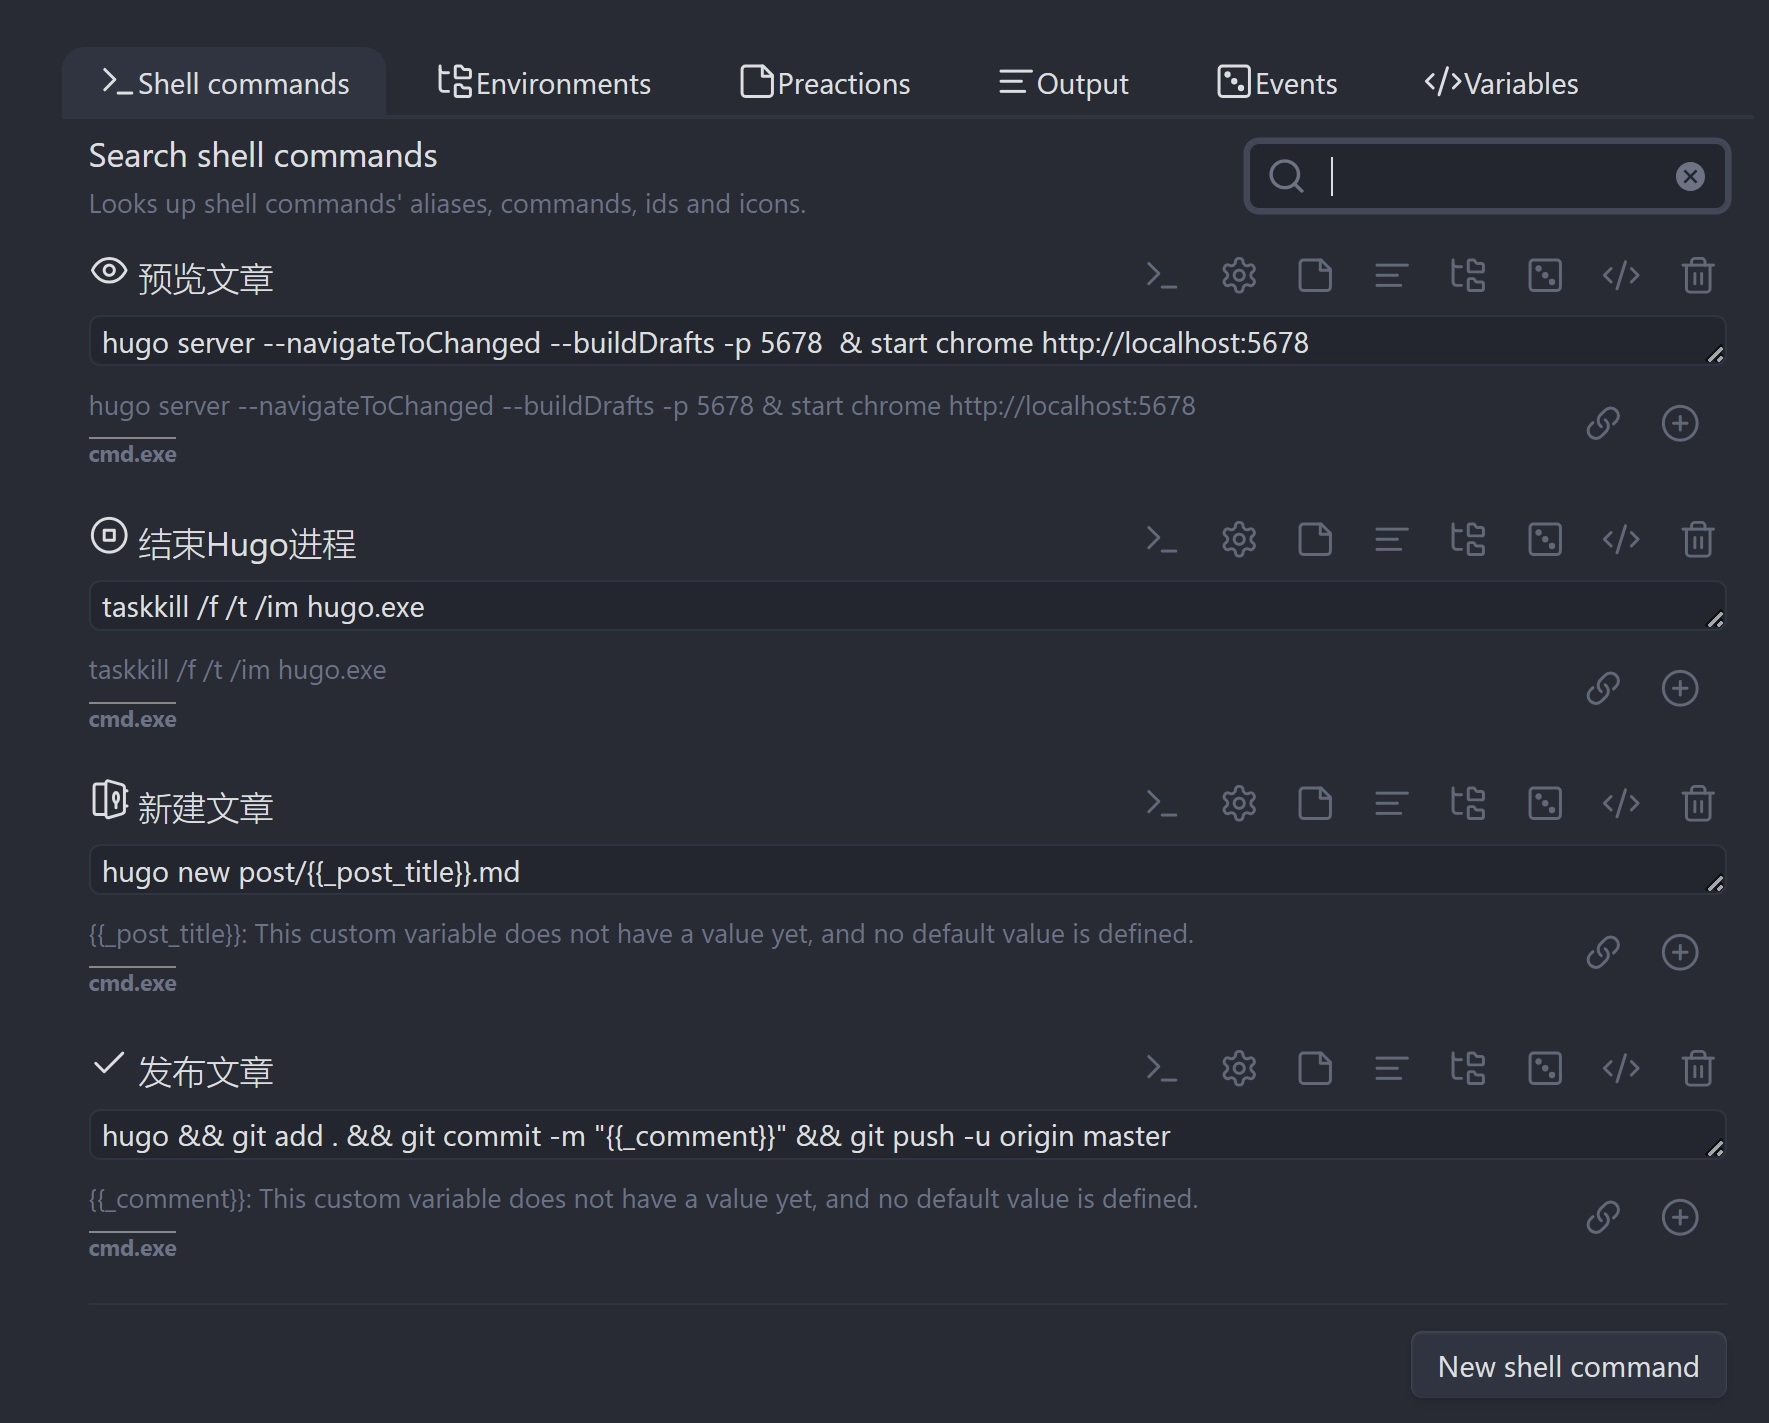 Shell commands Environments Preactions Output Events Variables
Search shell commands
Looks up shell commands' aliases, commands, ids and icons.
预览文章
hugo server --navigateToChanged --buildDrafts -p 5678  & start chrome http://localhost:5678
hugo server --navigateToChanged --buildDrafts -p 5678 & start chrome http://localhost:5678
cmd.exe
结束Hugo进程
taskkill /f /t /im hugo.exe
taskkill /f /t /im hugo.exe
cmd.exe
新建文章
hugo new post/{{_post_title}}.md
{{_post_title}}: This custom variable does not have a value yet, and no default value is defined.
cmd.exe
发布文章
hugo && git add . && git commit -m "{{_comment}}" && git push -u origin master
{{_comment}}: This custom variable does not have a value yet, and no default value is defined.
cmd.exe
New shell command